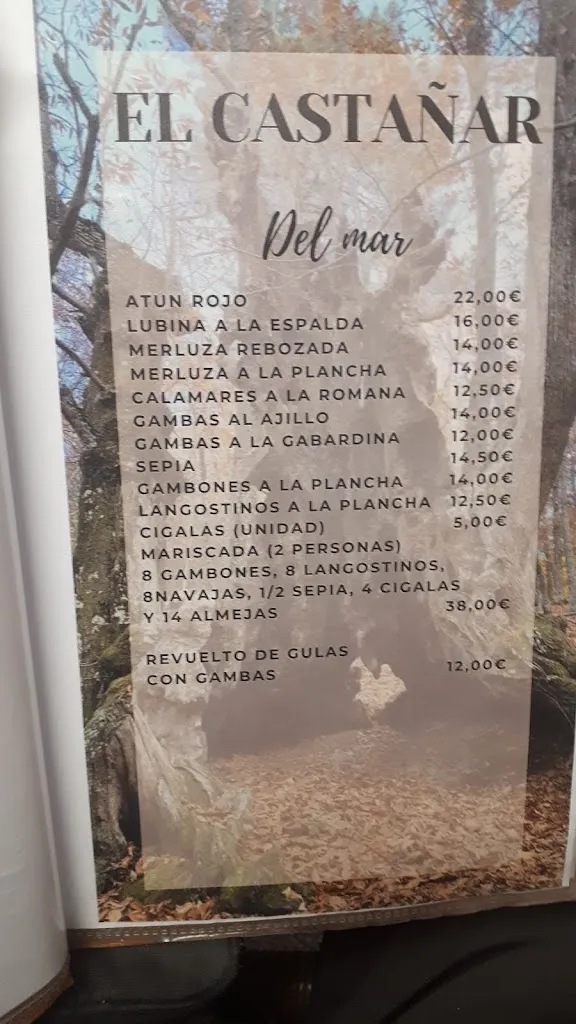 EL CASTAÑAR
Del mar
ATUN ROJO 22,00€
LUBINA A LA ESPALDA 16,00€
MERLUZA REBOZADA 14,00€
MERLUZA A LA PLANCHA 14,00€
CALAMARES A LA ROMANA 12,50€
GAMBAS AL AJILLO 14,00€
GAMBAS A LA GABARDINA 12,00€
SEPIA 14,50€
GAMBONES A LA PLANCHA 14,00€
LANGOSTINOS A LA PLANCHA 12,50€
CIGALAS (UNIDAD) 5,00€
MARISCADA (2 PERSONAS)
8 GAMBONES, 8 LANGOSTINOS,
8NAVAJAS, 1/2 SEPIA, 4 CIGALAS
Y 14 ALMEJAS 38,00€
REVUELTO DE GULAS
CON GAMBAS 12,00€